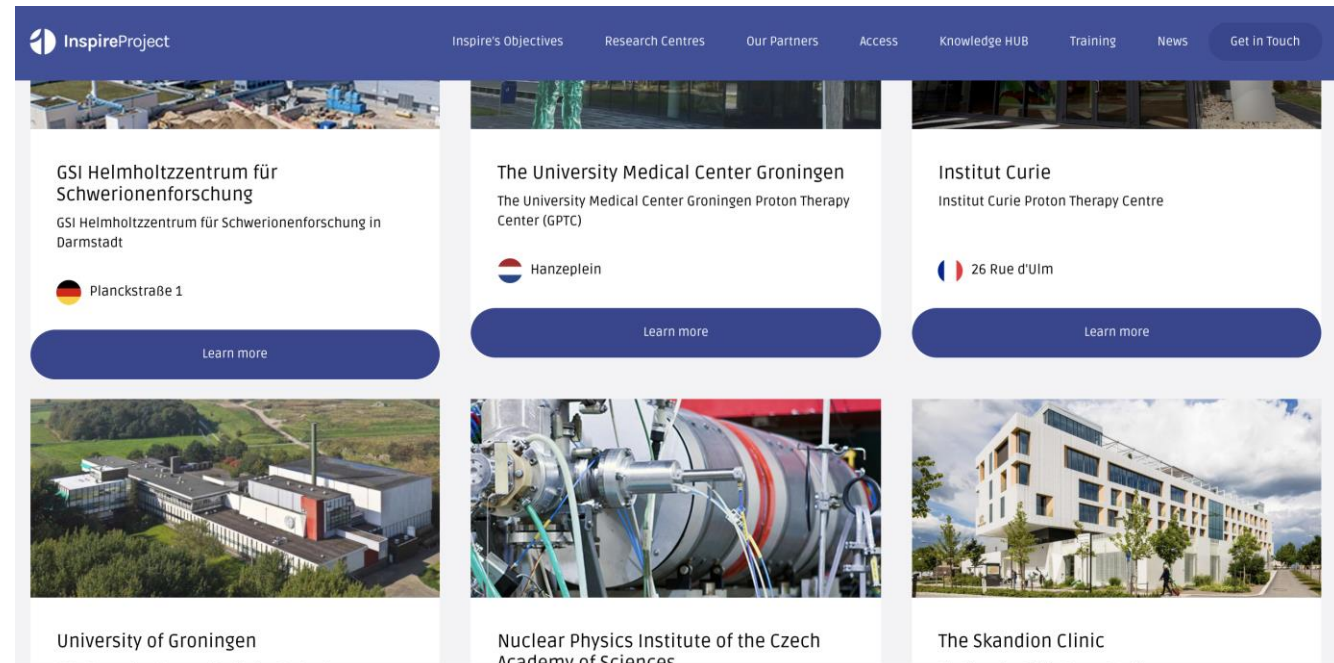 InspireProject
Inspire's Objectives
Research Centres
Our Partners
Access
Knowledge HUB
Training
News
Get in Touch
GSI Helmholtzzentrum für
Schwerionenforschung
GSI Helmholtzzentrum für Schwerionenforschung in
Darmstadt
Planckstraße 1
Learn more
The University Medical Center Groningen
The University Medical Center Groningen Proton Therapy
Center (GPTC)
Hanzeplein
Learn more
Institut Curie
Institut Curie Proton Therapy Centre
26 Rue d'Ulm
Learn more
University of Groningen
Nuclear Physics Institute of the Czech
Academy of Sciences
The Skandion Clinic